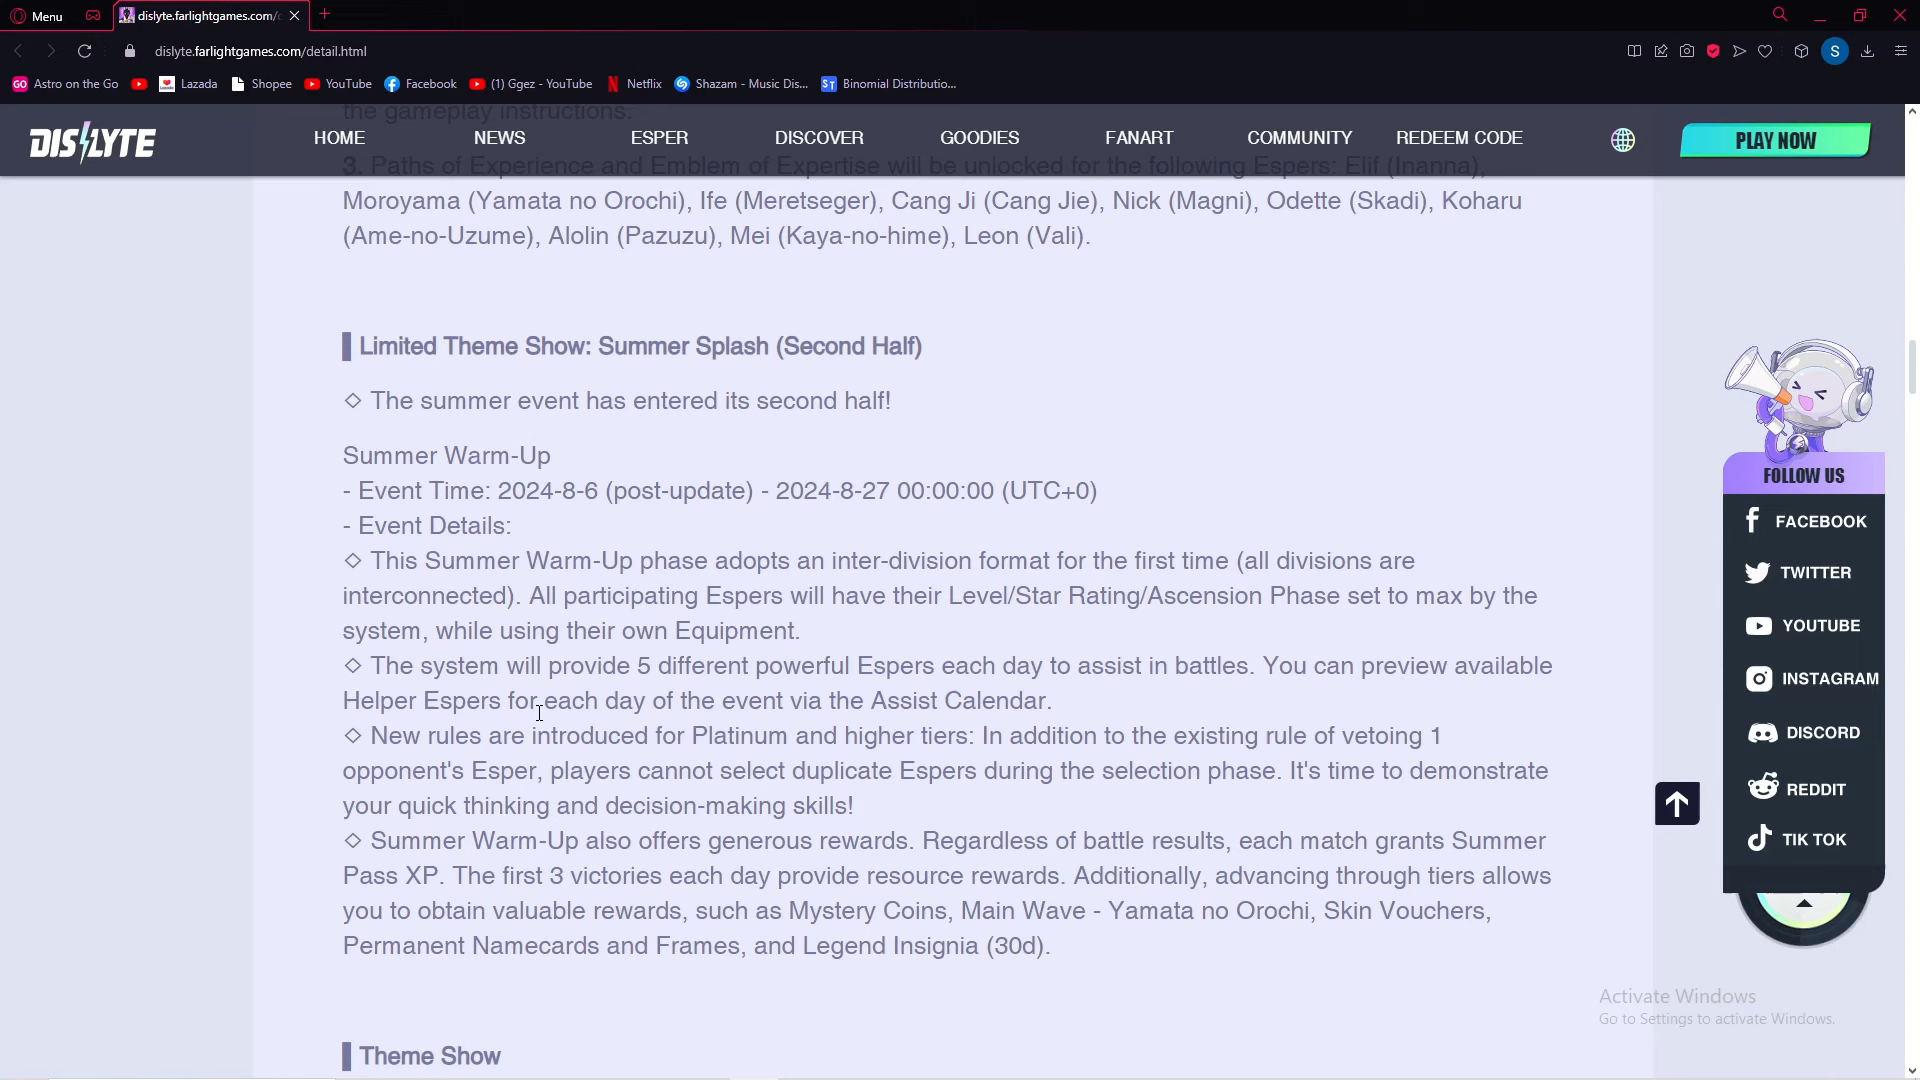 Menu
dislyte.farlightgames.com/
dislyte.farlightgames.com/detail.html
S
GO Astro on the Go
Lazada
Shopee
YouTube
Facebook
(1) Ggez - YouTube
Netflix
Shazam - Music Dis...
ST Binomial Distributio...
the gameplay instructions.
DISLYTE
HOME
NEWS
ESPER
DISCOVER
GOODIES
FANART
COMMUNITY
REDEEM CODE
PLAY NOW
3. Paths of Experience and Emblem of Expertise will be unlocked for the following Espers: Elif (Inanna),
Moroyama (Yamata no Orochi), Ife (Meretseger), Cang Ji (Cang Jie), Nick (Magni), Odette (Skadi), Koharu
(Ame-no-Uzume), Alolin (Pazuzu), Mei (Kaya-no-hime), Leon (Vali).
Limited Theme Show: Summer Splash (Second Half)
◇ The summer event has entered its second half!
Summer Warm-Up
- Event Time: 2024-8-6 (post-update) - 2024-8-27 00:00:00 (UTC+0)
- Event Details:
◇ This Summer Warm-Up phase adopts an inter-division format for the first time (all divisions are
interconnected). All participating Espers will have their Level/Star Rating/Ascension Phase set to max by the
system, while using their own Equipment.
◇ The system will provide 5 different powerful Espers each day to assist in battles. You can preview available
Helper Espers for each day of the event via the Assist Calendar.
◇ New rules are introduced for Platinum and higher tiers: In addition to the existing rule of vetoing 1
opponent's Esper, players cannot select duplicate Espers during the selection phase. It's time to demonstrate
your quick thinking and decision-making skills!
◇ Summer Warm-Up also offers generous rewards. Regardless of battle results, each match grants Summer
Pass XP. The first 3 victories each day provide resource rewards. Additionally, advancing through tiers allows
you to obtain valuable rewards, such as Mystery Coins, Main Wave - Yamata no Orochi, Skin Vouchers,
Permanent Namecards and Frames, and Legend Insignia (30d).
Theme Show
FOLLOW US
FACEBOOK
TWITTER
YOUTUBE
INSTAGRAM
DISCORD
REDDIT
TIK TOK
Activate Windows
Go to Settings to activate Windows.